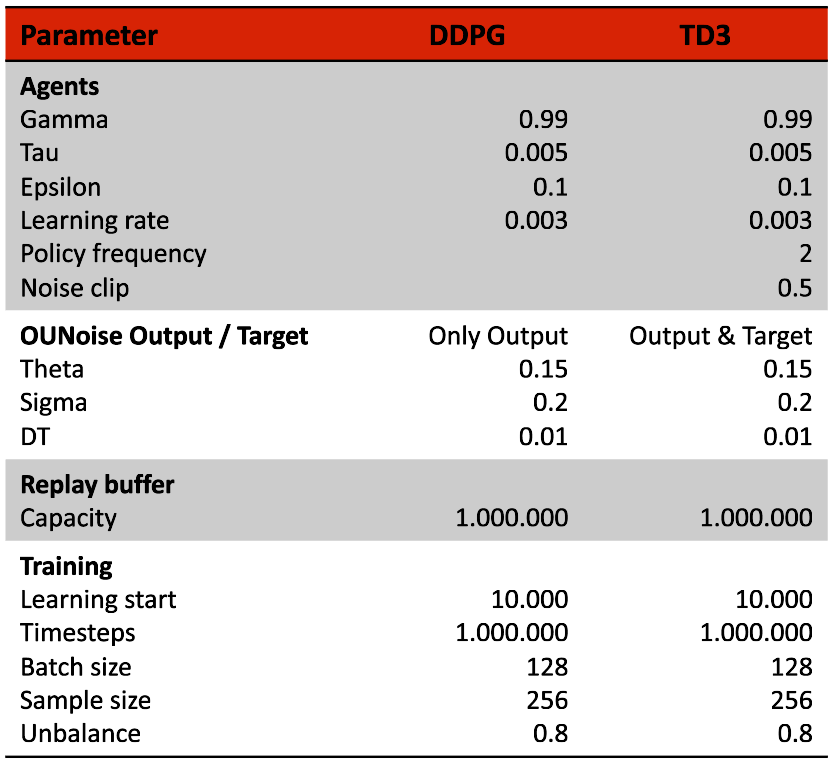 Parameter DDPG TD3
Agents
Gamma 0.99 0.99
Tau 0.005 0.005
Epsilon 0.1 0.1
Learning rate 0.003 0.003
Policy frequency 2
Noise clip 0.5
OUNoise Output / Target Only Output Output & Target
Theta 0.15 0.15
Sigma 0.2 0.2
DT 0.01 0.01
Replay buffer
Capacity 1.000.000 1.000.000
Training
Learning start 10.000 10.000
Timesteps 1.000.000 1.000.000
Batch size 128 128
Sample size 256 256
Unbalance 0.8 0.8